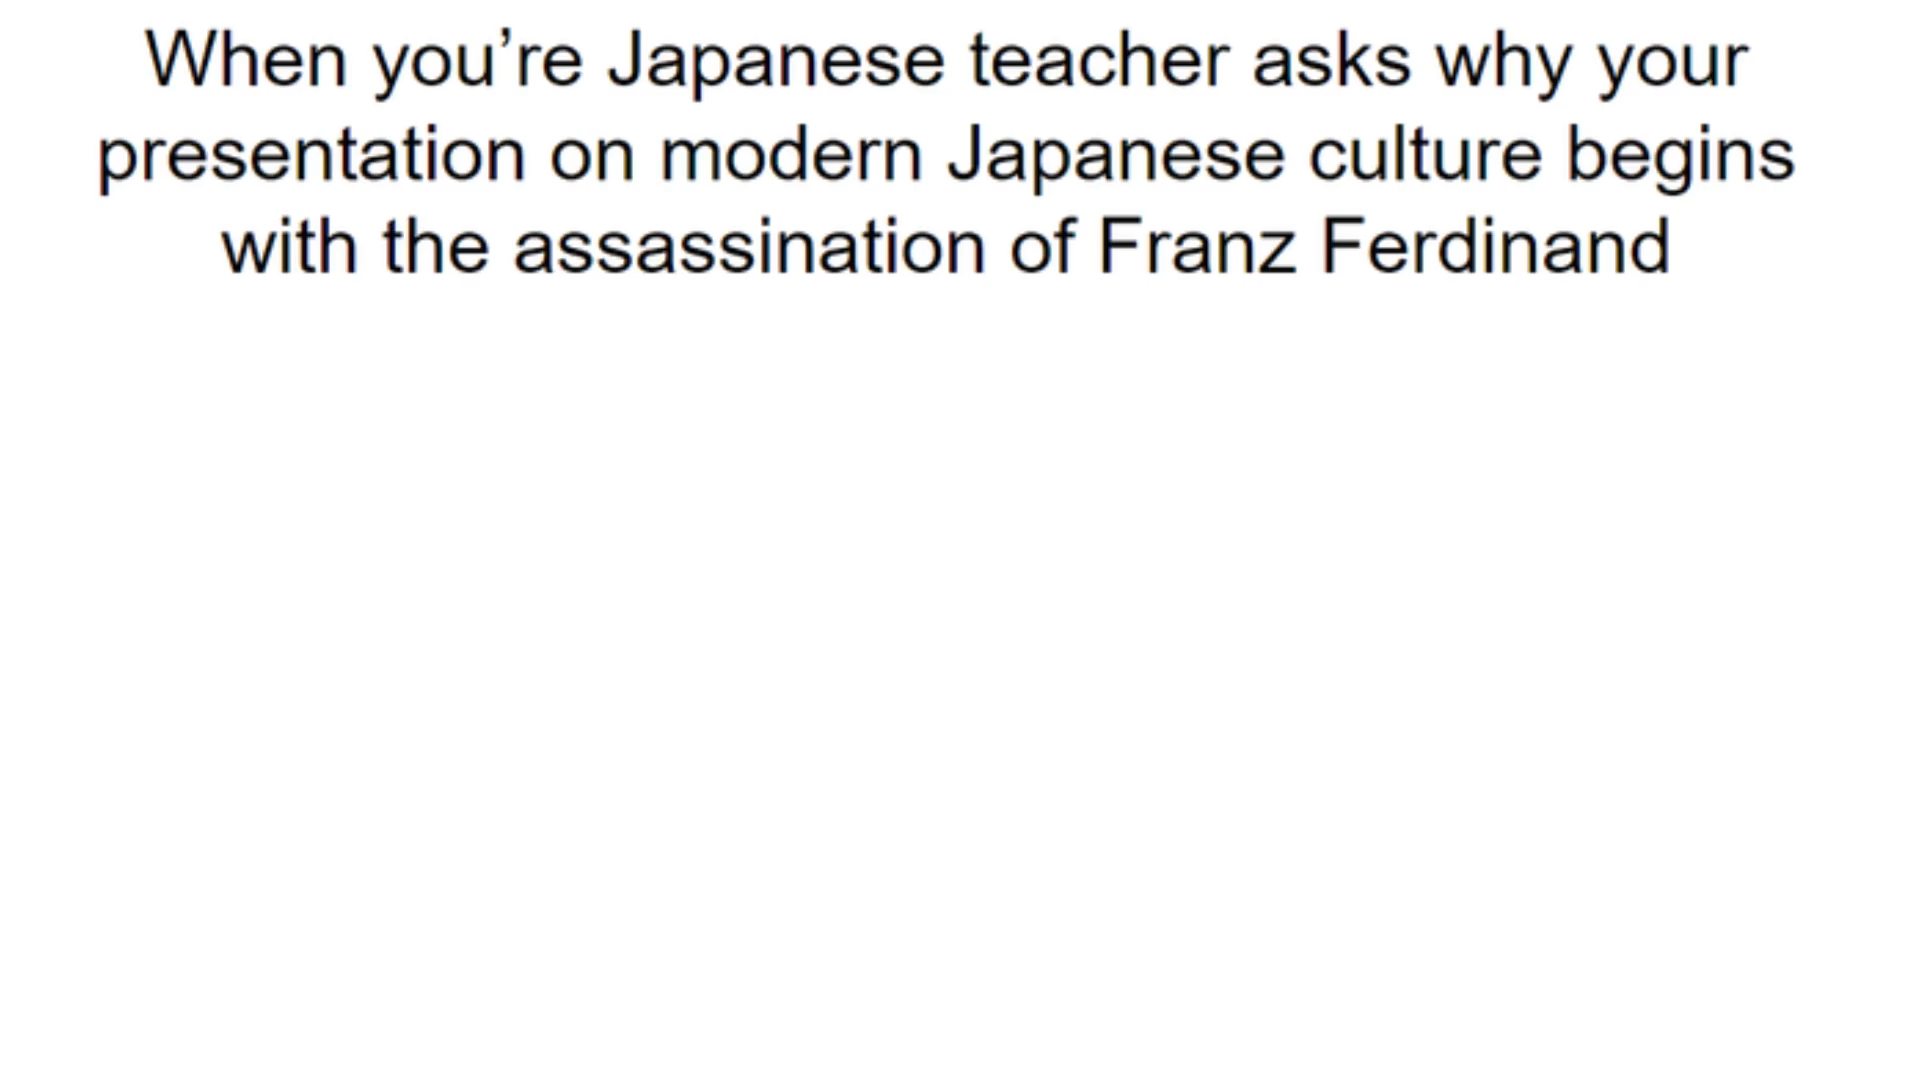 When you’re Japanese teacher asks why your
presentation on modern Japanese culture begins
with the assassination of Franz Ferdinand